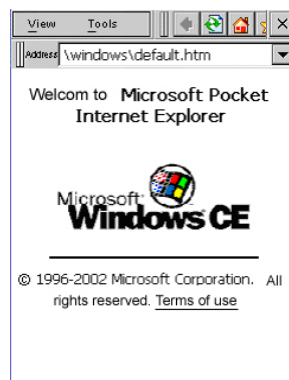 View Tools
Address \windows\default.htm
Welcom to Microsoft Pocket
Internet Explorer
Microsoft
Windows CE
© 1996-2002 Microsoft Corporation. All
rights reserved. Terms of use